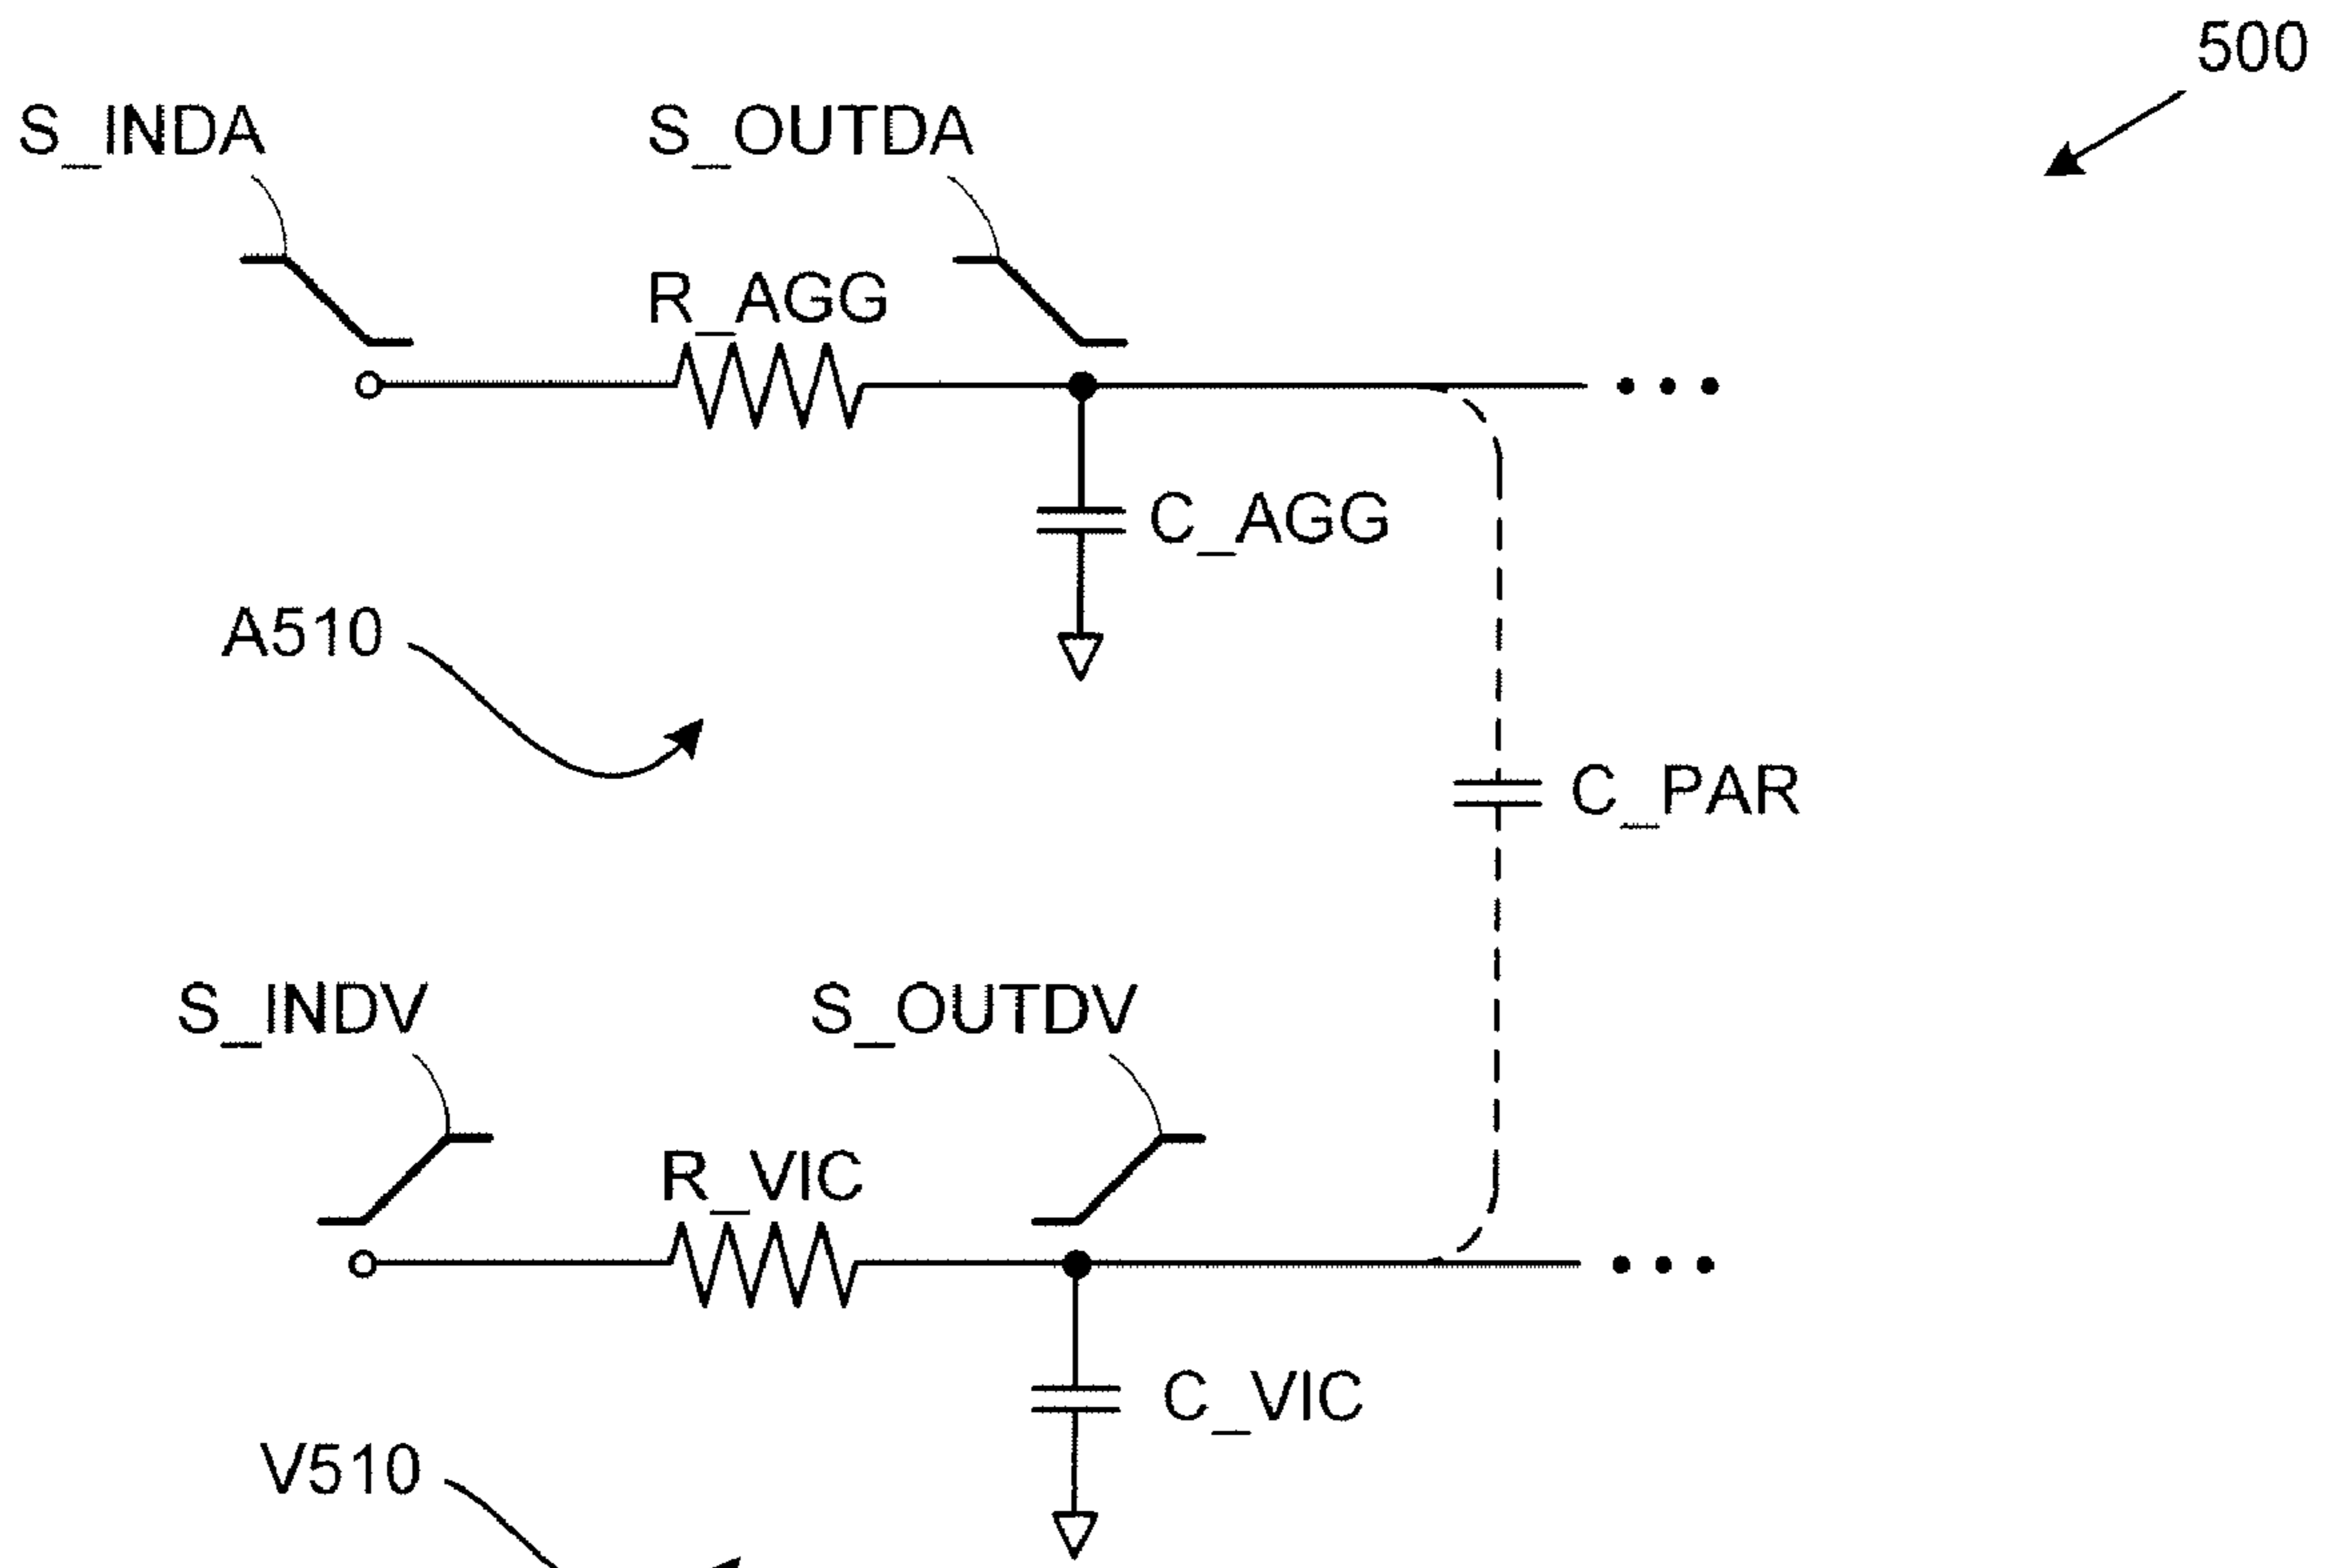 500
S_INDA
S_OUTDA
R_AGG
C_AGG
A510
C_PAR
S_INDV
S_OUTDV
R_VIC
C_VIC
V510